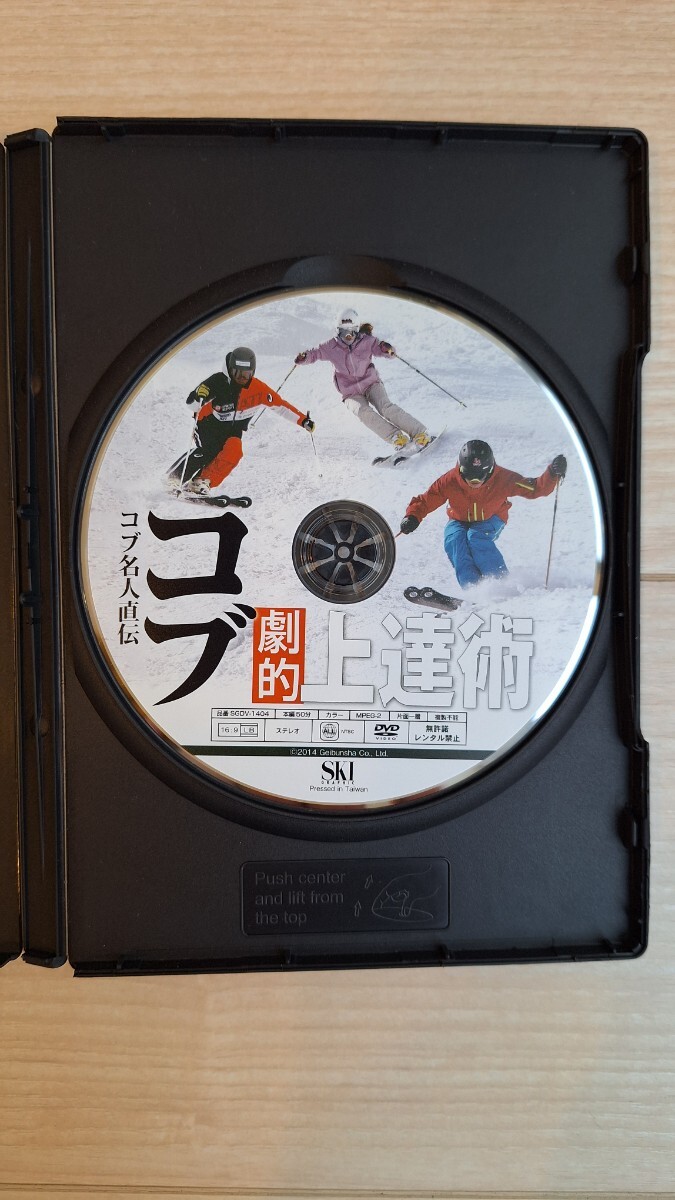 コブ名人直伝
コブ
劇的上達術
品番 SGDV-1404 本編50分 カラー MPEG-2 片面一層 複製不能
16:9 LB ステレオ ALL NTSC DVD VIDEO 無許諾
レンタル禁止
©2014 Geibunsha Co., Ltd.
SKI
GRAPHIC
Pressed in Taiwan
Push center
and lift from
the top